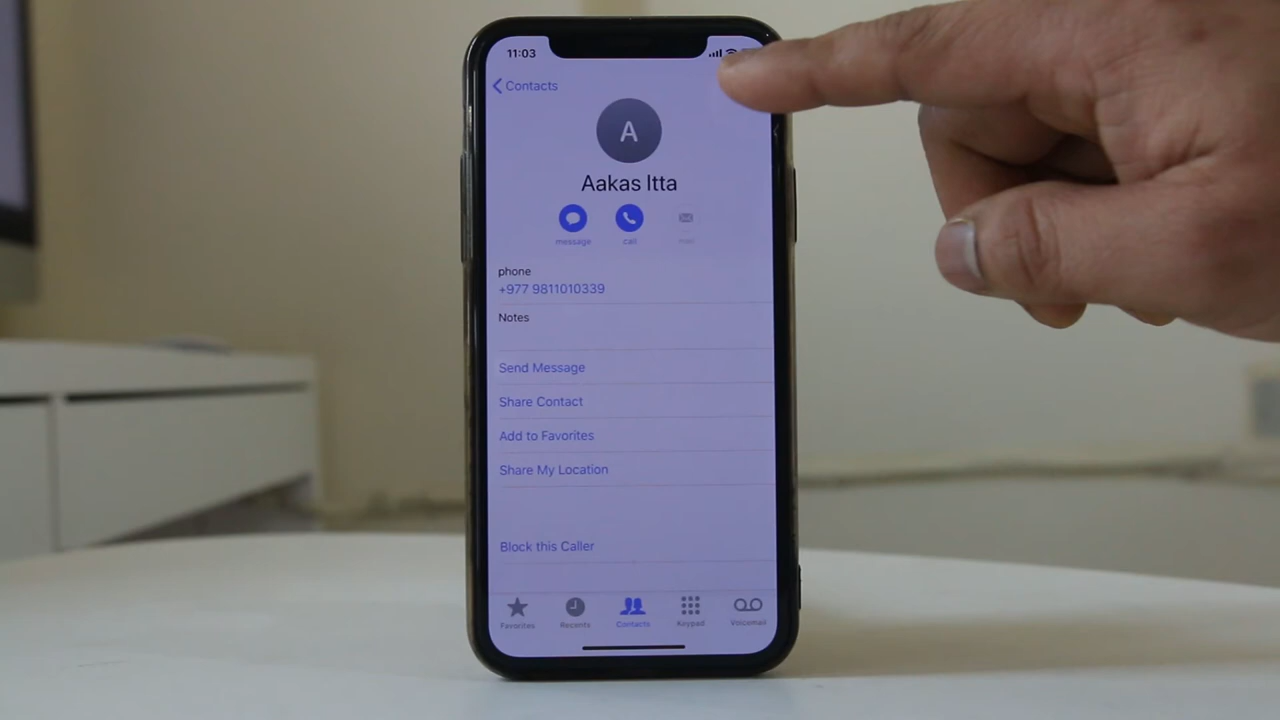 11:03
Contacts
A
Aakas Itta
message call mail
phone
+977 9811010339
Notes
Send Message
Share Contact
Add to Favorites
Share My Location
Block this Caller
Favorites Recents Contacts Keypad Voicemail